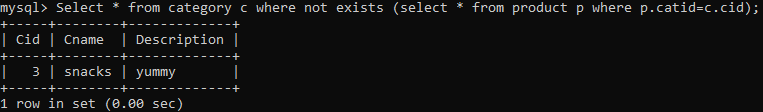 mysql> Select * from category c where not exists (select * from product p where p.catid=c.cid);
+-----+--------+-------------+
| Cid | Cname  | Description |
+-----+--------+-------------+
|   3 | snacks | yummy       |
+-----+--------+-------------+
1 row in set (0.00 sec)